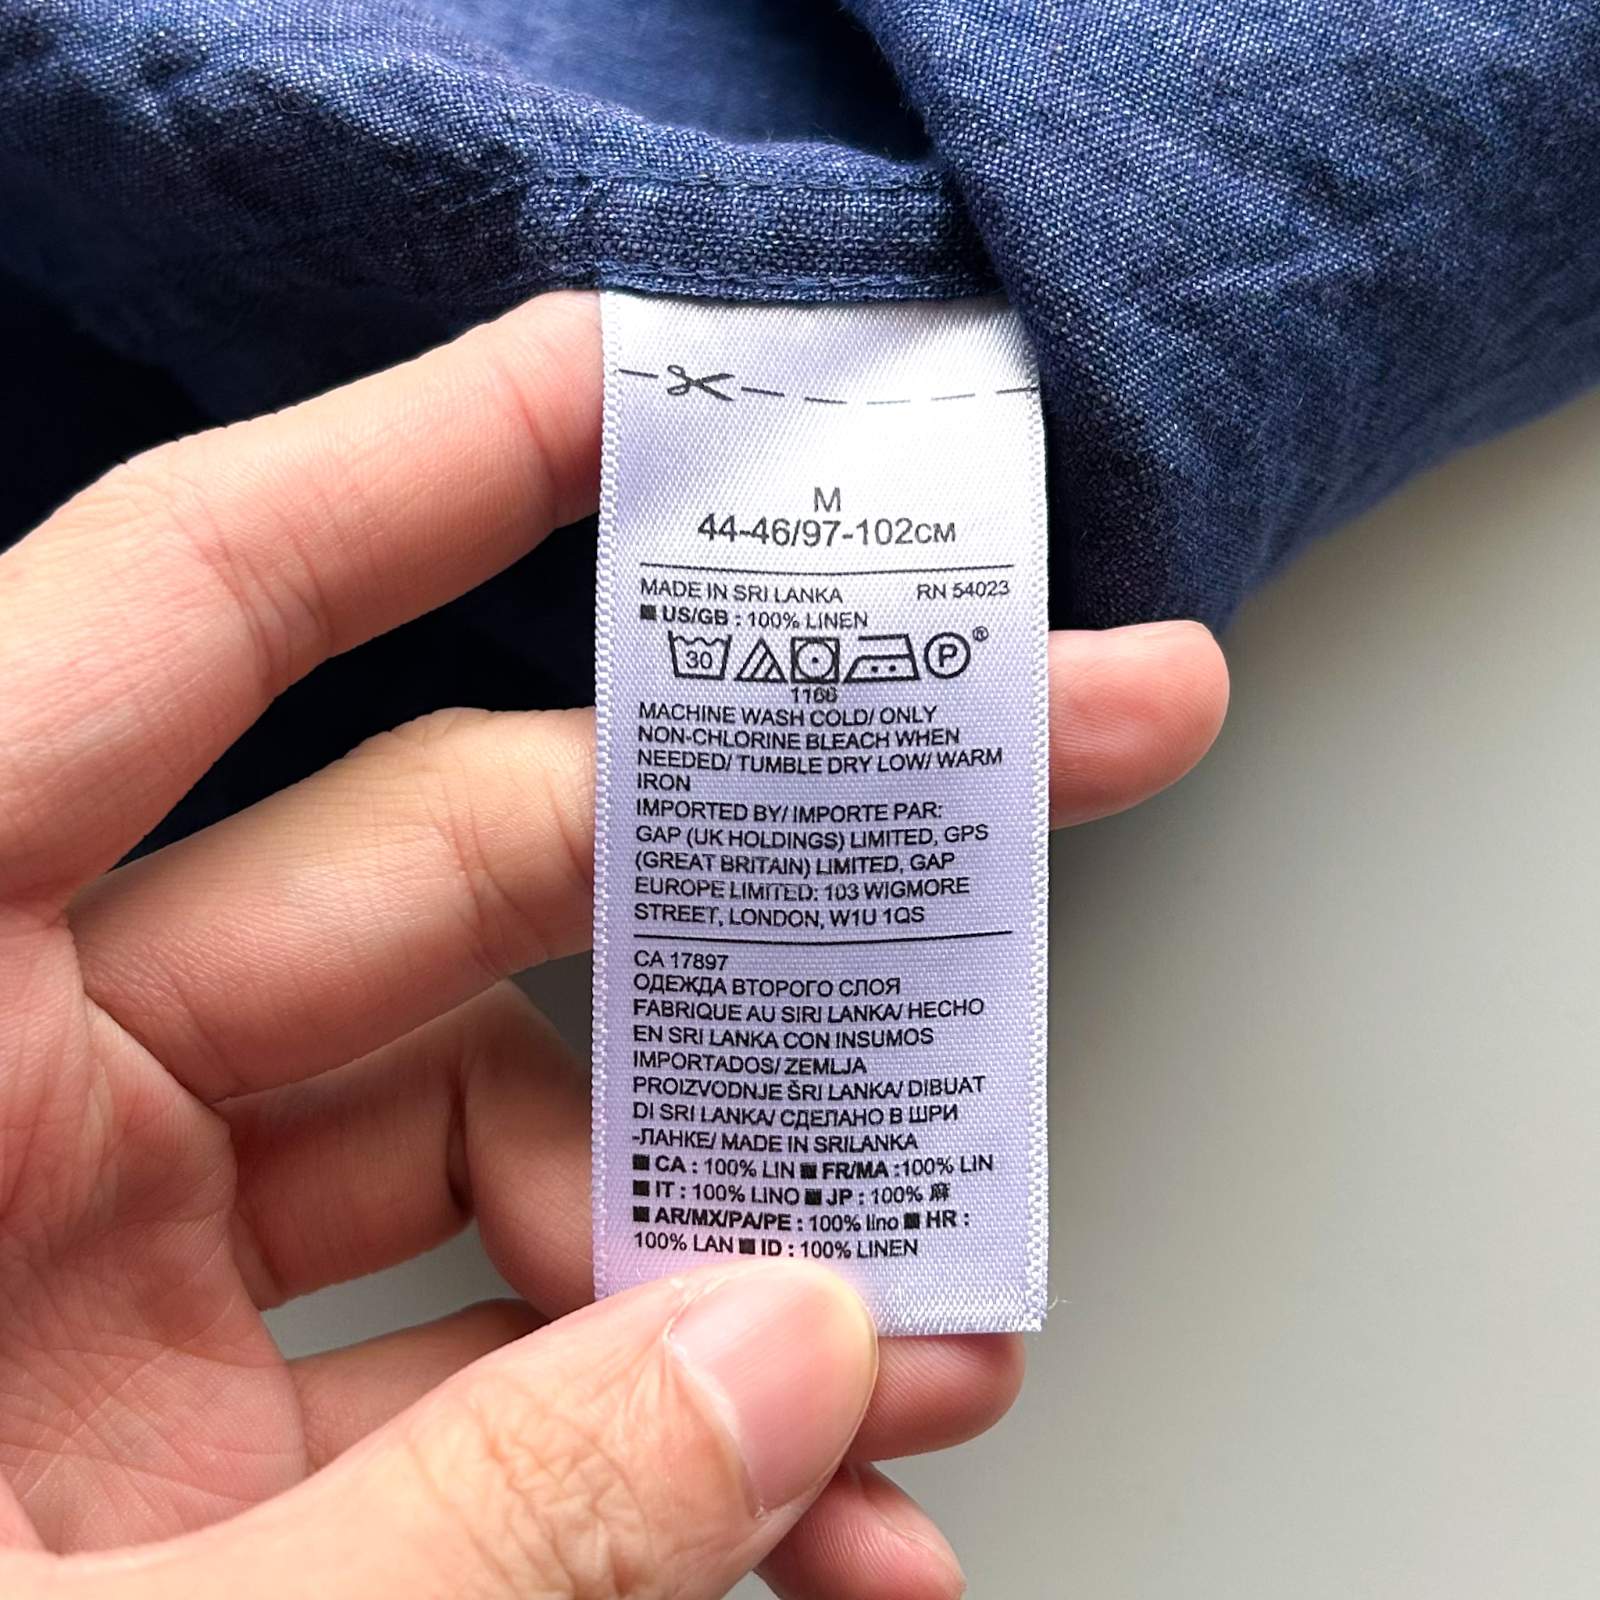 M
44-46/97-102CM
MADE IN SRI LANKA RN 54023
■ US/GB : 100% LINEN
30 P ®
1166
MACHINE WASH COLD/ ONLY
NON-CHLORINE BLEACH WHEN
NEEDED/ TUMBLE DRY LOW/ WARM
IRON
IMPORTED BY/ IMPORTE PAR:
GAP (UK HOLDINGS) LIMITED, GPS
(GREAT BRITAIN) LIMITED, GAP
EUROPE LIMITED: 103 WIGMORE
STREET, LONDON, W1U 1QS
CA 17897
ОДЕЖДА ВТОРОГО СЛОЯ
FABRIQUE AU SIRI LANKA/ HECHO
EN SRI LANKA CON INSUMOS
IMPORTADOS/ ZEMLJA
PROIZVODNJE ŠRI LANKA/ DIBUAT
DI SRI LANKA/ СДЕЛАНО В ШРИ
-ЛАНКЕ/ MADE IN SRILANKA
■ CA : 100% LIN ■ FR/MA :100% LIN
■ IT : 100% LINO ■ JP : 100% 麻
■ AR/MX/PA/PE : 100% lino ■ HR :
100% LAN ■ ID : 100% LINEN